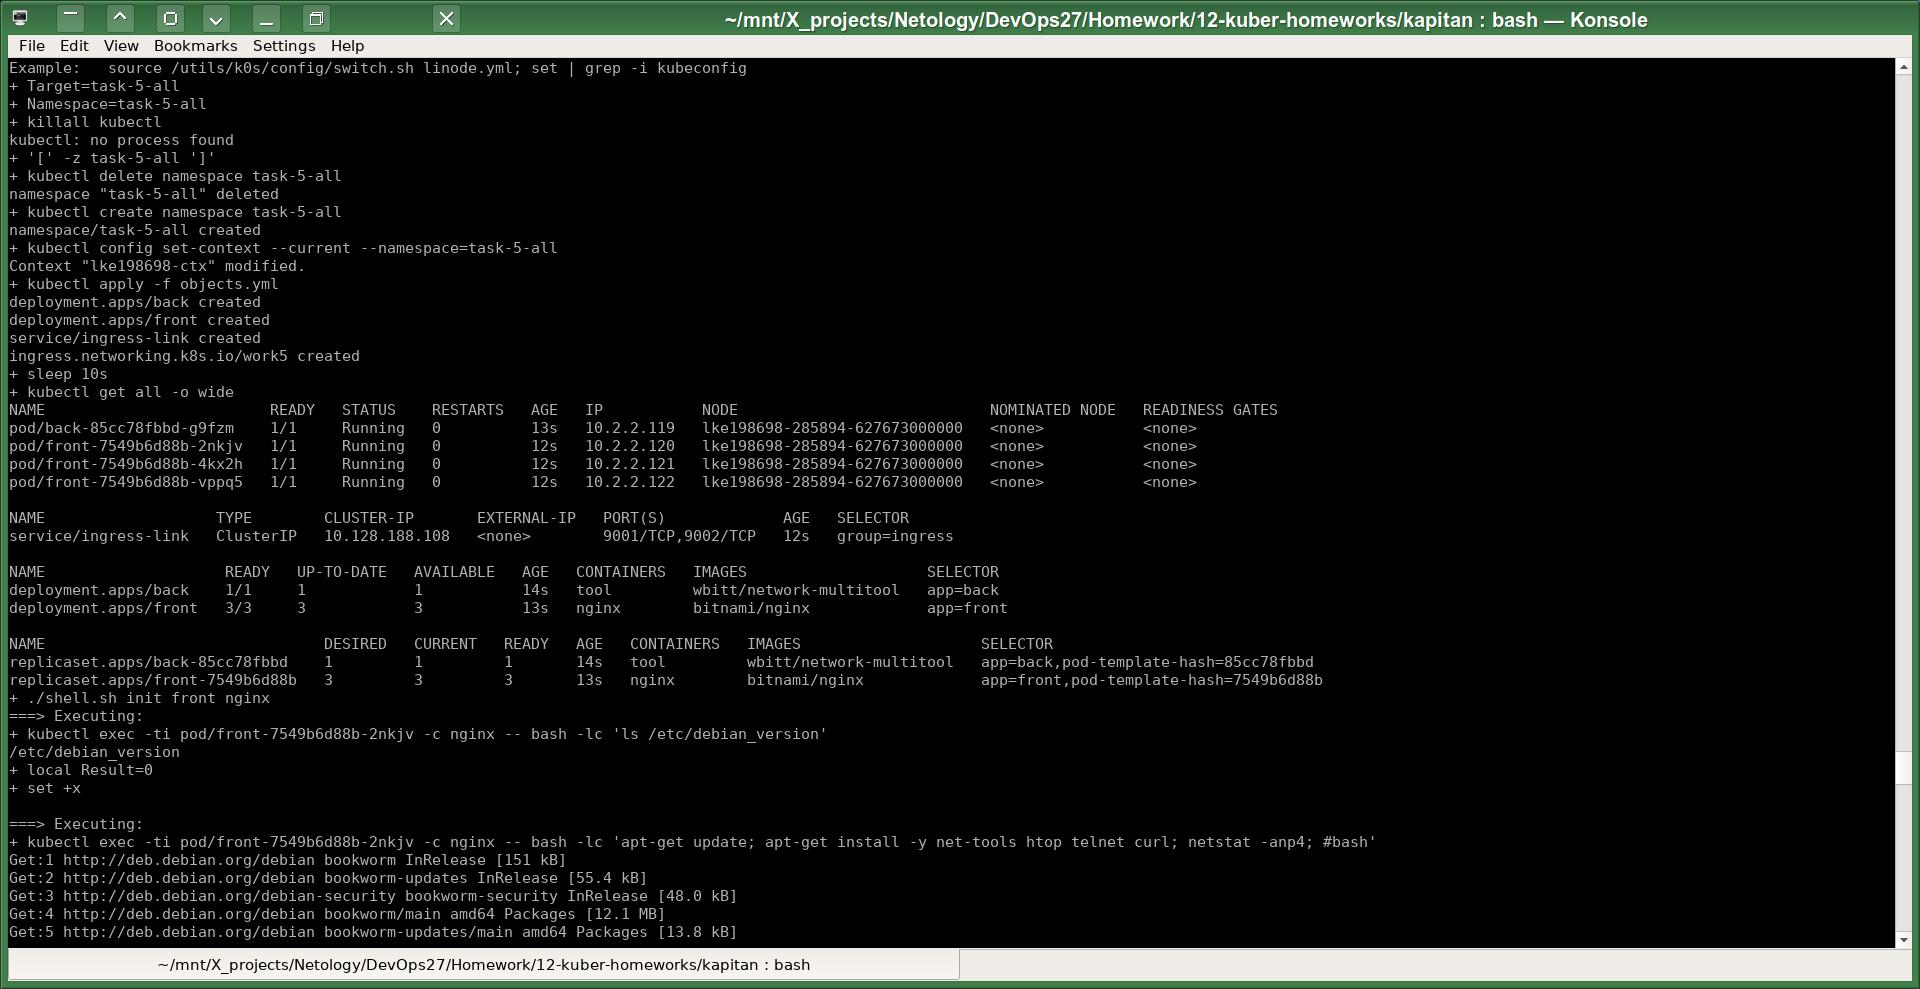 ~/mnt/X_projects/Netology/DevOps27/Homework/12-kuber-homeworks/kapitan : bash — Konsole
File Edit View Bookmarks Settings Help
Example:   source /utils/k0s/config/switch.sh linode.yml; set | grep -i kubeconfig
+ Target=task-5-all
+ Namespace=task-5-all
+ killall kubectl
kubectl: no process found
+ '[' -z task-5-all ']'
+ kubectl delete namespace task-5-all
namespace "task-5-all" deleted
+ kubectl create namespace task-5-all
namespace/task-5-all created
+ kubectl config set-context --current --namespace=task-5-all
Context "lke198698-ctx" modified.
+ kubectl apply -f objects.yml
deployment.apps/back created
deployment.apps/front created
service/ingress-link created
ingress.networking.k8s.io/work5 created
+ sleep 10s
+ kubectl get all -o wide
NAME                         READY   STATUS    RESTARTS   AGE   IP           NODE                            NOMINATED NODE   READINESS GATES
pod/back-85cc78fbbd-g9fzm    1/1     Running   0          13s   10.2.2.119   lke198698-285894-627673000000   <none>           <none>
pod/front-7549b6d88b-2nkjv   1/1     Running   0          12s   10.2.2.120   lke198698-285894-627673000000   <none>           <none>
pod/front-7549b6d88b-4kx2h   1/1     Running   0          12s   10.2.2.121   lke198698-285894-627673000000   <none>           <none>
pod/front-7549b6d88b-vppq5   1/1     Running   0          12s   10.2.2.122   lke198698-285894-627673000000   <none>           <none>
NAME                   TYPE        CLUSTER-IP       EXTERNAL-IP   PORT(S)             AGE   SELECTOR
service/ingress-link   ClusterIP   10.128.188.108   <none>        9001/TCP,9002/TCP   12s   group=ingress
NAME                    READY   UP-TO-DATE   AVAILABLE   AGE   CONTAINERS   IMAGES                    SELECTOR
deployment.apps/back    1/1     1            1           14s   tool         wbitt/network-multitool   app=back
deployment.apps/front   3/3     3            3           13s   nginx        bitnami/nginx             app=front
NAME                               DESIRED   CURRENT   READY   AGE   CONTAINERS   IMAGES                    SELECTOR
replicaset.apps/back-85cc78fbbd    1         1         1       14s   tool         wbitt/network-multitool   app=back,pod-template-hash=85cc78fbbd
replicaset.apps/front-7549b6d88b   3         3         3       13s   nginx        bitnami/nginx             app=front,pod-template-hash=7549b6d88b
+ ./shell.sh init front nginx
===> Executing:
+ kubectl exec -ti pod/front-7549b6d88b-2nkjv -c nginx -- bash -lc 'ls /etc/debian_version'
/etc/debian_version
+ local Result=0
+ set +x
===> Executing:
+ kubectl exec -ti pod/front-7549b6d88b-2nkjv -c nginx -- bash -lc 'apt-get update; apt-get install -y net-tools htop telnet curl; netstat -anp4; #bash'
Get:1 http://deb.debian.org/debian bookworm InRelease [151 kB]
Get:2 http://deb.debian.org/debian bookworm-updates InRelease [55.4 kB]
Get:3 http://deb.debian.org/debian-security bookworm-security InRelease [48.0 kB]
Get:4 http://deb.debian.org/debian bookworm/main amd64 Packages [12.1 MB]
Get:5 http://deb.debian.org/debian bookworm-updates/main amd64 Packages [13.8 kB]
~/mnt/X_projects/Netology/DevOps27/Homework/12-kuber-homeworks/kapitan : bash